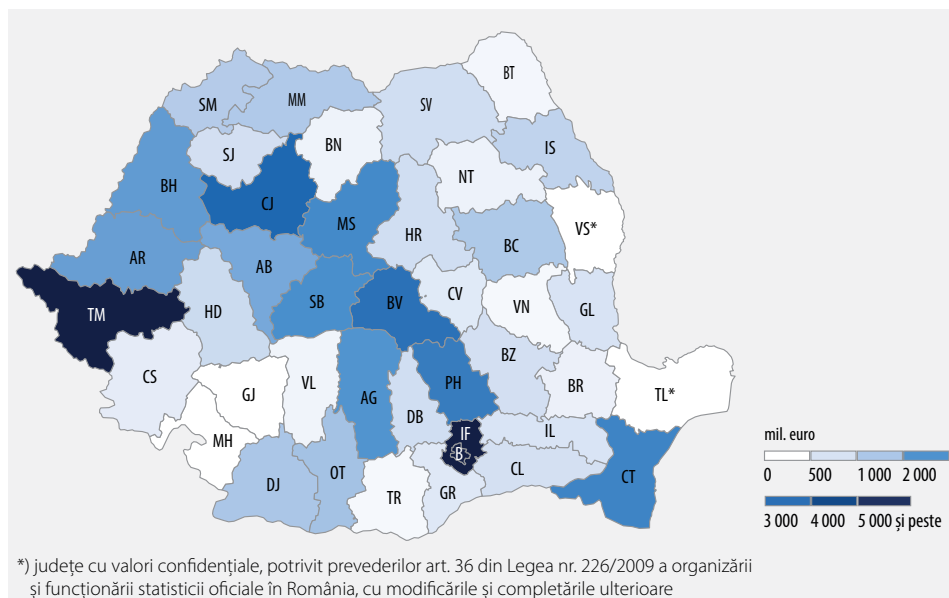 BT
SM
MM
SV
BN
SJ
IS
NT
BH
CJ
MS
VS*
HR
BC
AR
AB
SB
BV
CV
VN
GL
HD
TM
CS
GJ
VL
AG
PH
BZ
BR
TL*
DB
IF
IL
MH
B
DJ
OT
TR
GR
CL
CT
mil. euro
0 500 1 000 2 000
3 000 4 000 5 000 și peste
*) județe cu valori confidențiale, potrivit prevederilor art. 36 din Legea nr. 226/2009 a organizării
și funcționării statisticii oficiale în România, cu modificările și completările ulterioare